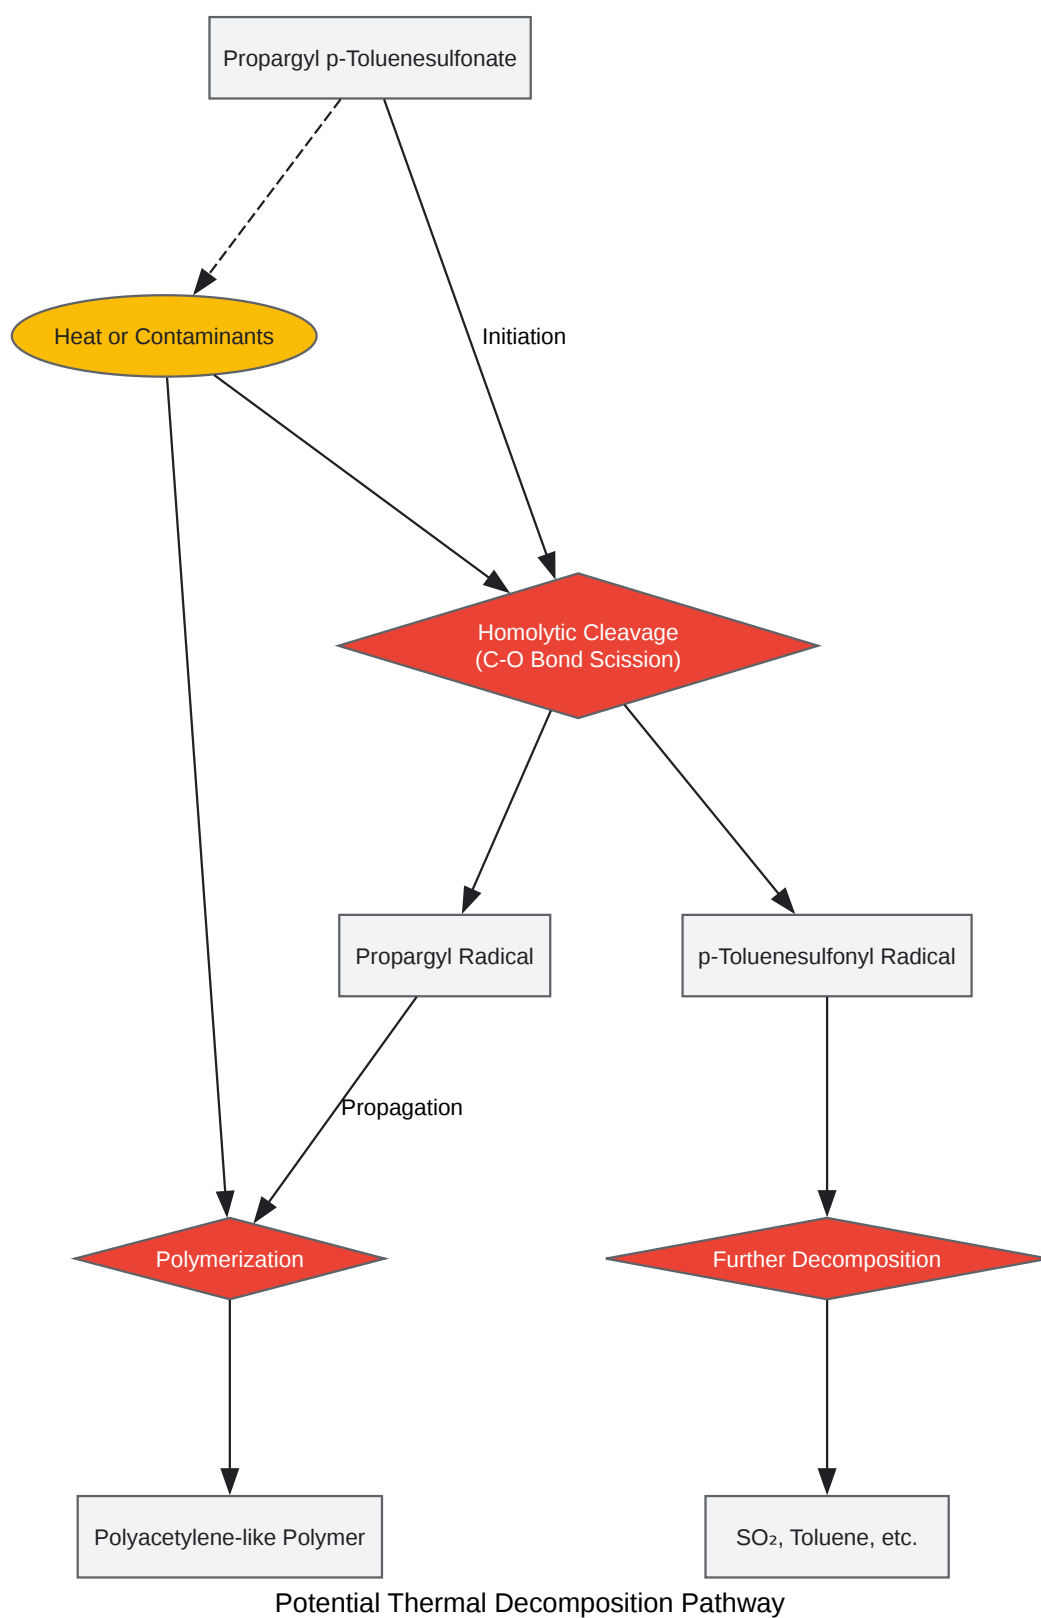 Propargyl p-Toluenesulfonate
Heat or Contaminants
Initiation
Homolytic Cleavage
(C-O Bond Scission)
Propargyl Radical
p-Toluenesulfonyl Radical
Propagation
Polymerization
Further Decomposition
Polyacetylene-like Polymer
SO₂, Toluene, etc.
Potential Thermal Decomposition Pathway